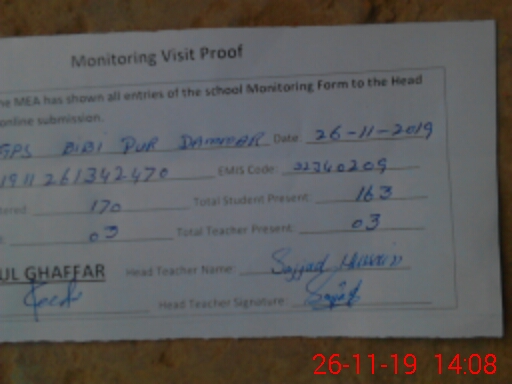 Monitoring Visit Proof
he MEA has shown all entries of the school Monitoring Form to the Head
online submission.
GPS BIBI PUR Date: 26-11-2019
1911261342470 EMIS Code: 32340209
tered: 170 Total Student Present: 163
03 Total Teacher Present: 03
UL GHAFFAR Head Teacher Name: Sajjad Hussain
Head Teacher Signature: Sajjad
26-11-19 14:08